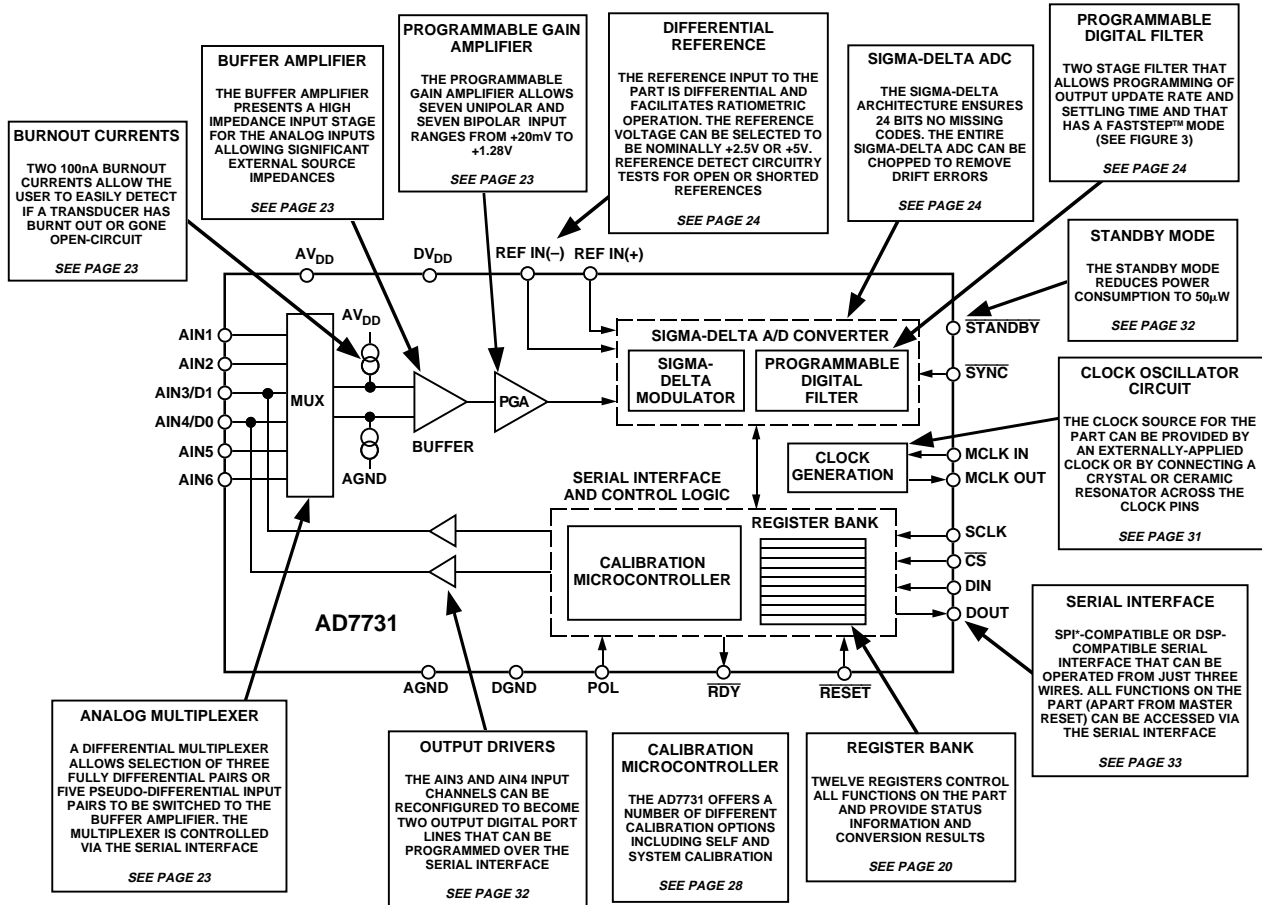 BURNOUT CURRENTS
TWO 100nA BURNOUT
CURRENTS ALLOW THE
USER TO EASILY DETECT
IF A TRANSDUCER HAS
BURNT OUT OR GONE
OPEN-CIRCUIT
SEE PAGE 23
BUFFER AMPLIFIER
THE BUFFER AMPLIFIER
PRESENTS A HIGH
IMPEDANCE INPUT STAGE
FOR THE ANALOG INPUTS
ALLOWING SIGNIFICANT
EXTERNAL SOURCE
IMPEDANCES
SEE PAGE 23
PROGRAMMABLE GAIN
AMPLIFIER
THE PROGRAMMABLE
GAIN AMPLIFIER ALLOWS
SEVEN UNIPOLAR AND
SEVEN BIPOLAR INPUT
RANGES FROM +20mV TO
+1.28V
SEE PAGE 23
DIFFERENTIAL
REFERENCE
THE REFERENCE INPUT TO THE
PART IS DIFFERENTIAL AND
FACILITATES RATIOMETRIC
OPERATION. THE REFERENCE
VOLTAGE CAN BE SELECTED TO
BE NOMINALLY +2.5V OR +5V.
REFERENCE DETECT CIRCUITRY
TESTS FOR OPEN OR SHORTED
REFERENCES
SEE PAGE 24
SIGMA-DELTA ADC
THE SIGMA-DELTA
ARCHITECTURE ENSURES
24 BITS NO MISSING
CODES. THE ENTIRE
SIGMA-DELTA ADC CAN BE
CHOPPED TO REMOVE
DRIFT ERRORS
SEE PAGE 24
PROGRAMMABLE
DIGITAL FILTER
TWO STAGE FILTER THAT
ALLOWS PROGRAMMING OF
OUTPUT UPDATE RATE AND
SETTLING TIME AND THAT
HAS A FASTSTEP™ MODE
(SEE FIGURE 3)
SEE PAGE 24
STANDBY MODE
THE STANDBY MODE
REDUCES POWER
CONSUMPTION TO 50µW
SEE PAGE 32
CLOCK OSCILLATOR
CIRCUIT
THE CLOCK SOURCE FOR THE
PART CAN BE PROVIDED BY
AN EXTERNALLY-APPLIED
CLOCK OR BY CONNECTING A
CRYSTAL OR CERAMIC
RESONATOR ACROSS THE
CLOCK PINS
SEE PAGE 31
SERIAL INTERFACE
SPI*-COMPATIBLE OR DSP-
COMPATIBLE SERIAL
INTERFACE THAT CAN BE
OPERATED FROM JUST THREE
WIRES. ALL FUNCTIONS ON THE
PART (APART FROM MASTER
RESET) CAN BE ACCESSED VIA
THE SERIAL INTERFACE
SEE PAGE 33
AVDD
DVDD
REF IN(–)
REF IN(+)
AIN1
AIN2
AIN3/D1
AIN4/D0
AIN5
AIN6
MUX
AVDD
AGND
BUFFER
PGA
SIGMA-DELTA A/D CONVERTER
SIGMA-
DELTA
MODULATOR
PROGRAMMABLE
DIGITAL
FILTER
CLOCK
GENERATION
SERIAL INTERFACE
AND CONTROL LOGIC
REGISTER BANK
CALIBRATION
MICROCONTROLLER
STANDBY
SYNC
MCLK IN
MCLK OUT
SCLK
CS
DIN
DOUT
AD7731
AGND
DGND
POL
RDY
RESET
ANALOG MULTIPLEXER
A DIFFERENTIAL MULTIPLEXER
ALLOWS SELECTION OF THREE
FULLY DIFFERENTIAL PAIRS OR
FIVE PSEUDO-DIFFERENTIAL INPUT
PAIRS TO BE SWITCHED TO THE
BUFFER AMPLIFIER. THE
MULTIPLEXER IS CONTROLLED
VIA THE SERIAL INTERFACE
SEE PAGE 23
OUTPUT DRIVERS
THE AIN3 AND AIN4 INPUT
CHANNELS CAN BE
RECONFIGURED TO BECOME
TWO OUTPUT DIGITAL PORT
LINES THAT CAN BE
PROGRAMMED OVER THE
SERIAL INTERFACE
SEE PAGE 32
CALIBRATION
MICROCONTROLLER
THE AD7731 OFFERS A
NUMBER OF DIFFERENT
CALIBRATION OPTIONS
INCLUDING SELF AND
SYSTEM CALIBRATION
SEE PAGE 28
REGISTER BANK
TWELVE REGISTERS CONTROL
ALL FUNCTIONS ON THE PART
AND PROVIDE STATUS
INFORMATION AND
CONVERSION RESULTS
SEE PAGE 20